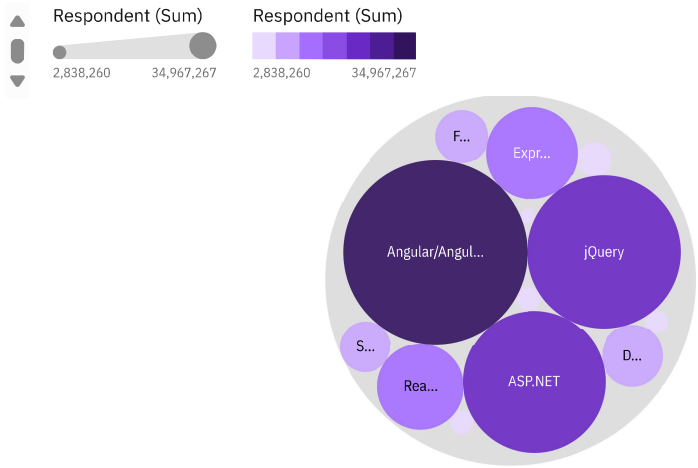 Respondent (Sum)
2,838,260 34,967,267
Respondent (Sum)
2,838,260 34,967,267
F...
Expr...
Angular/Angul...
jQuery
S...
Rea...
ASP.NET
D...